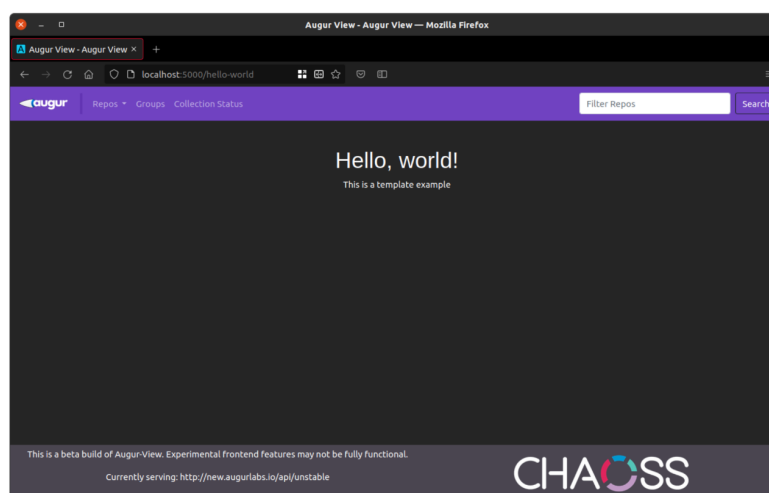 Augur View - Augur View — Mozilla Firefox
Augur View - Augur View
localhost:5000/hello-world
augur Repos Groups Collection Status Filter Repos Search
Hello, world!
This is a template example
This is a beta build of Augur-View. Experimental frontend features may not be fully functional.
Currently serving: http://new.augurlabs.io/api/unstable
CHAOSS